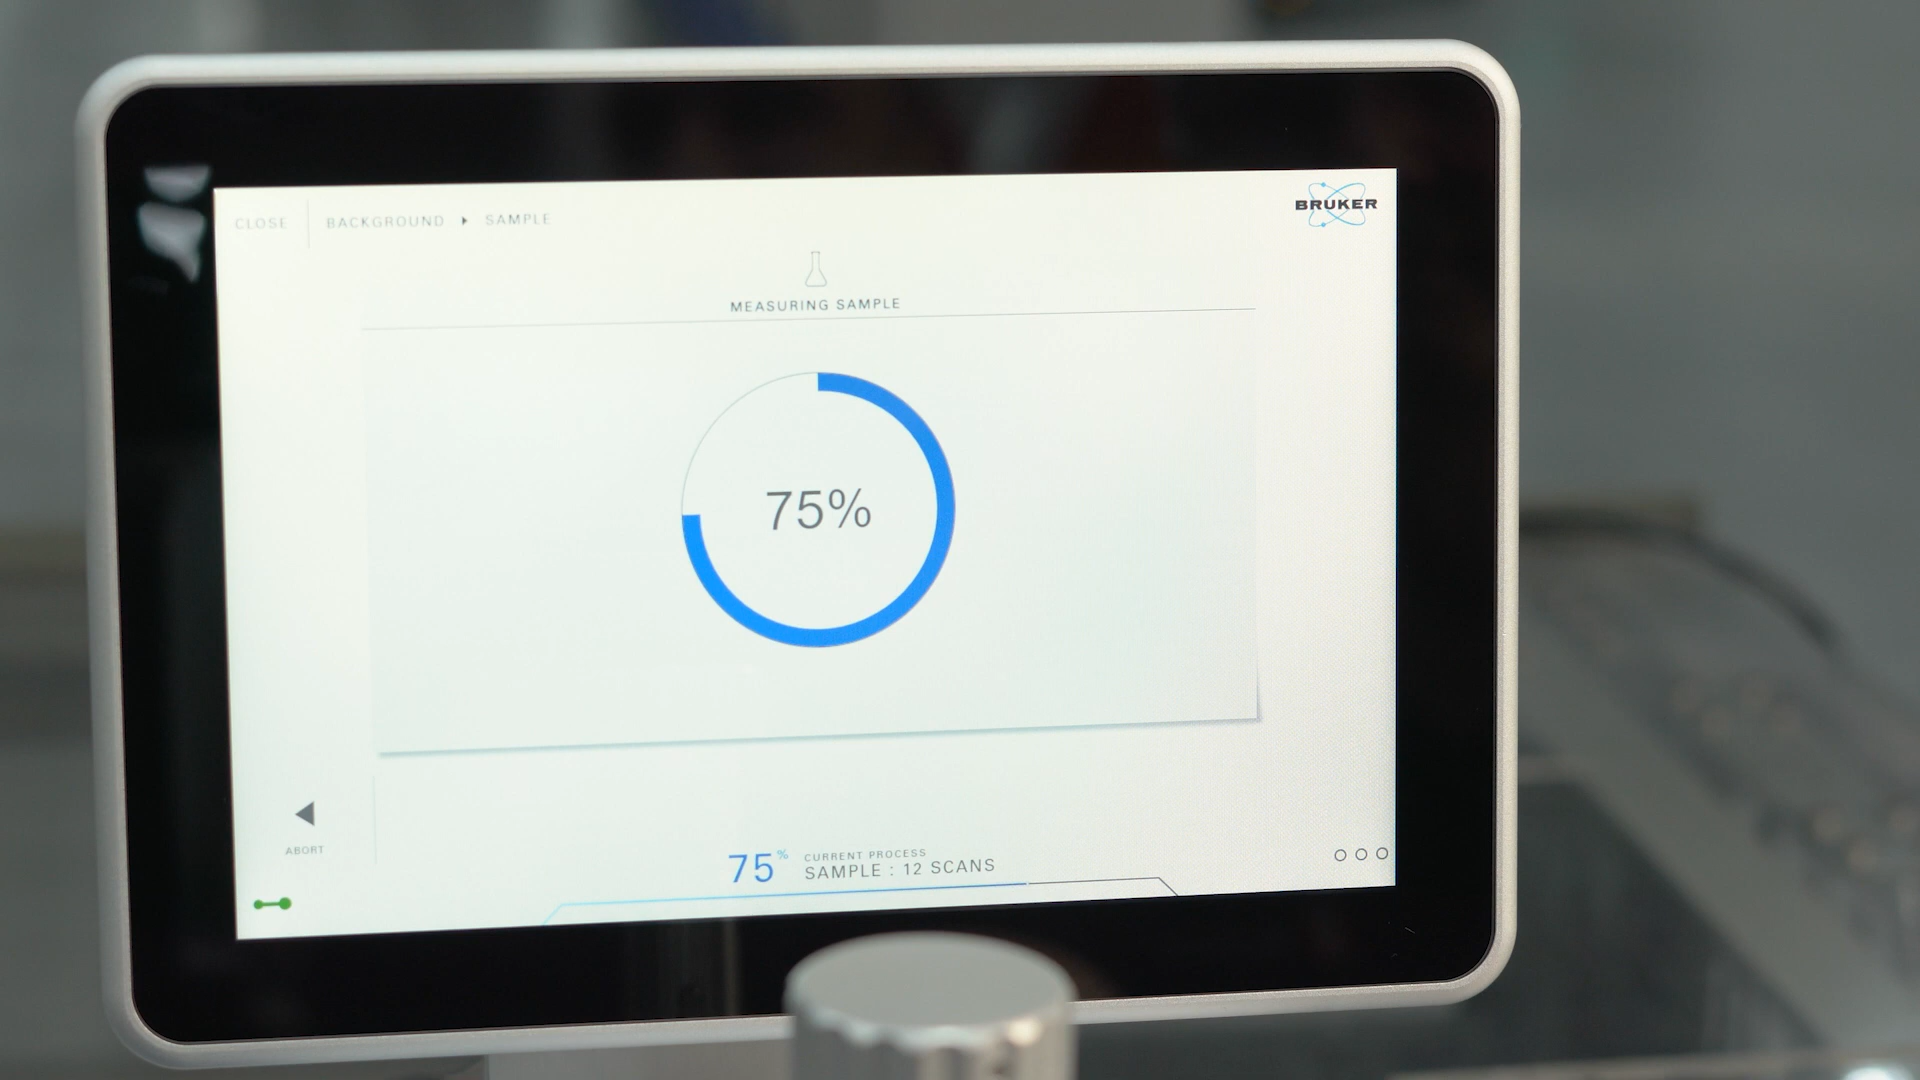 CLOSE
BACKGROUND ▸ SAMPLE
BRUKER
MEASURING SAMPLE
75%
ABORT
75%
CURRENT PROCESS
SAMPLE : 12 SCANS